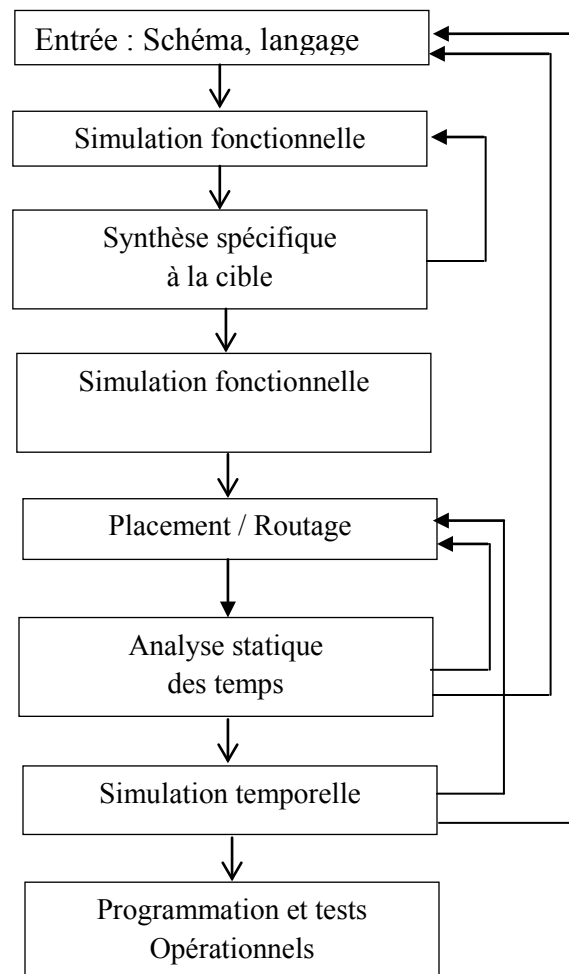 Entrée : Schéma, langage
Simulation fonctionnelle
Synthèse spécifique
à la cible
Simulation fonctionnelle
Placement / Routage
Analyse statique
des temps
Simulation temporelle
Programmation et tests
Opérationnels